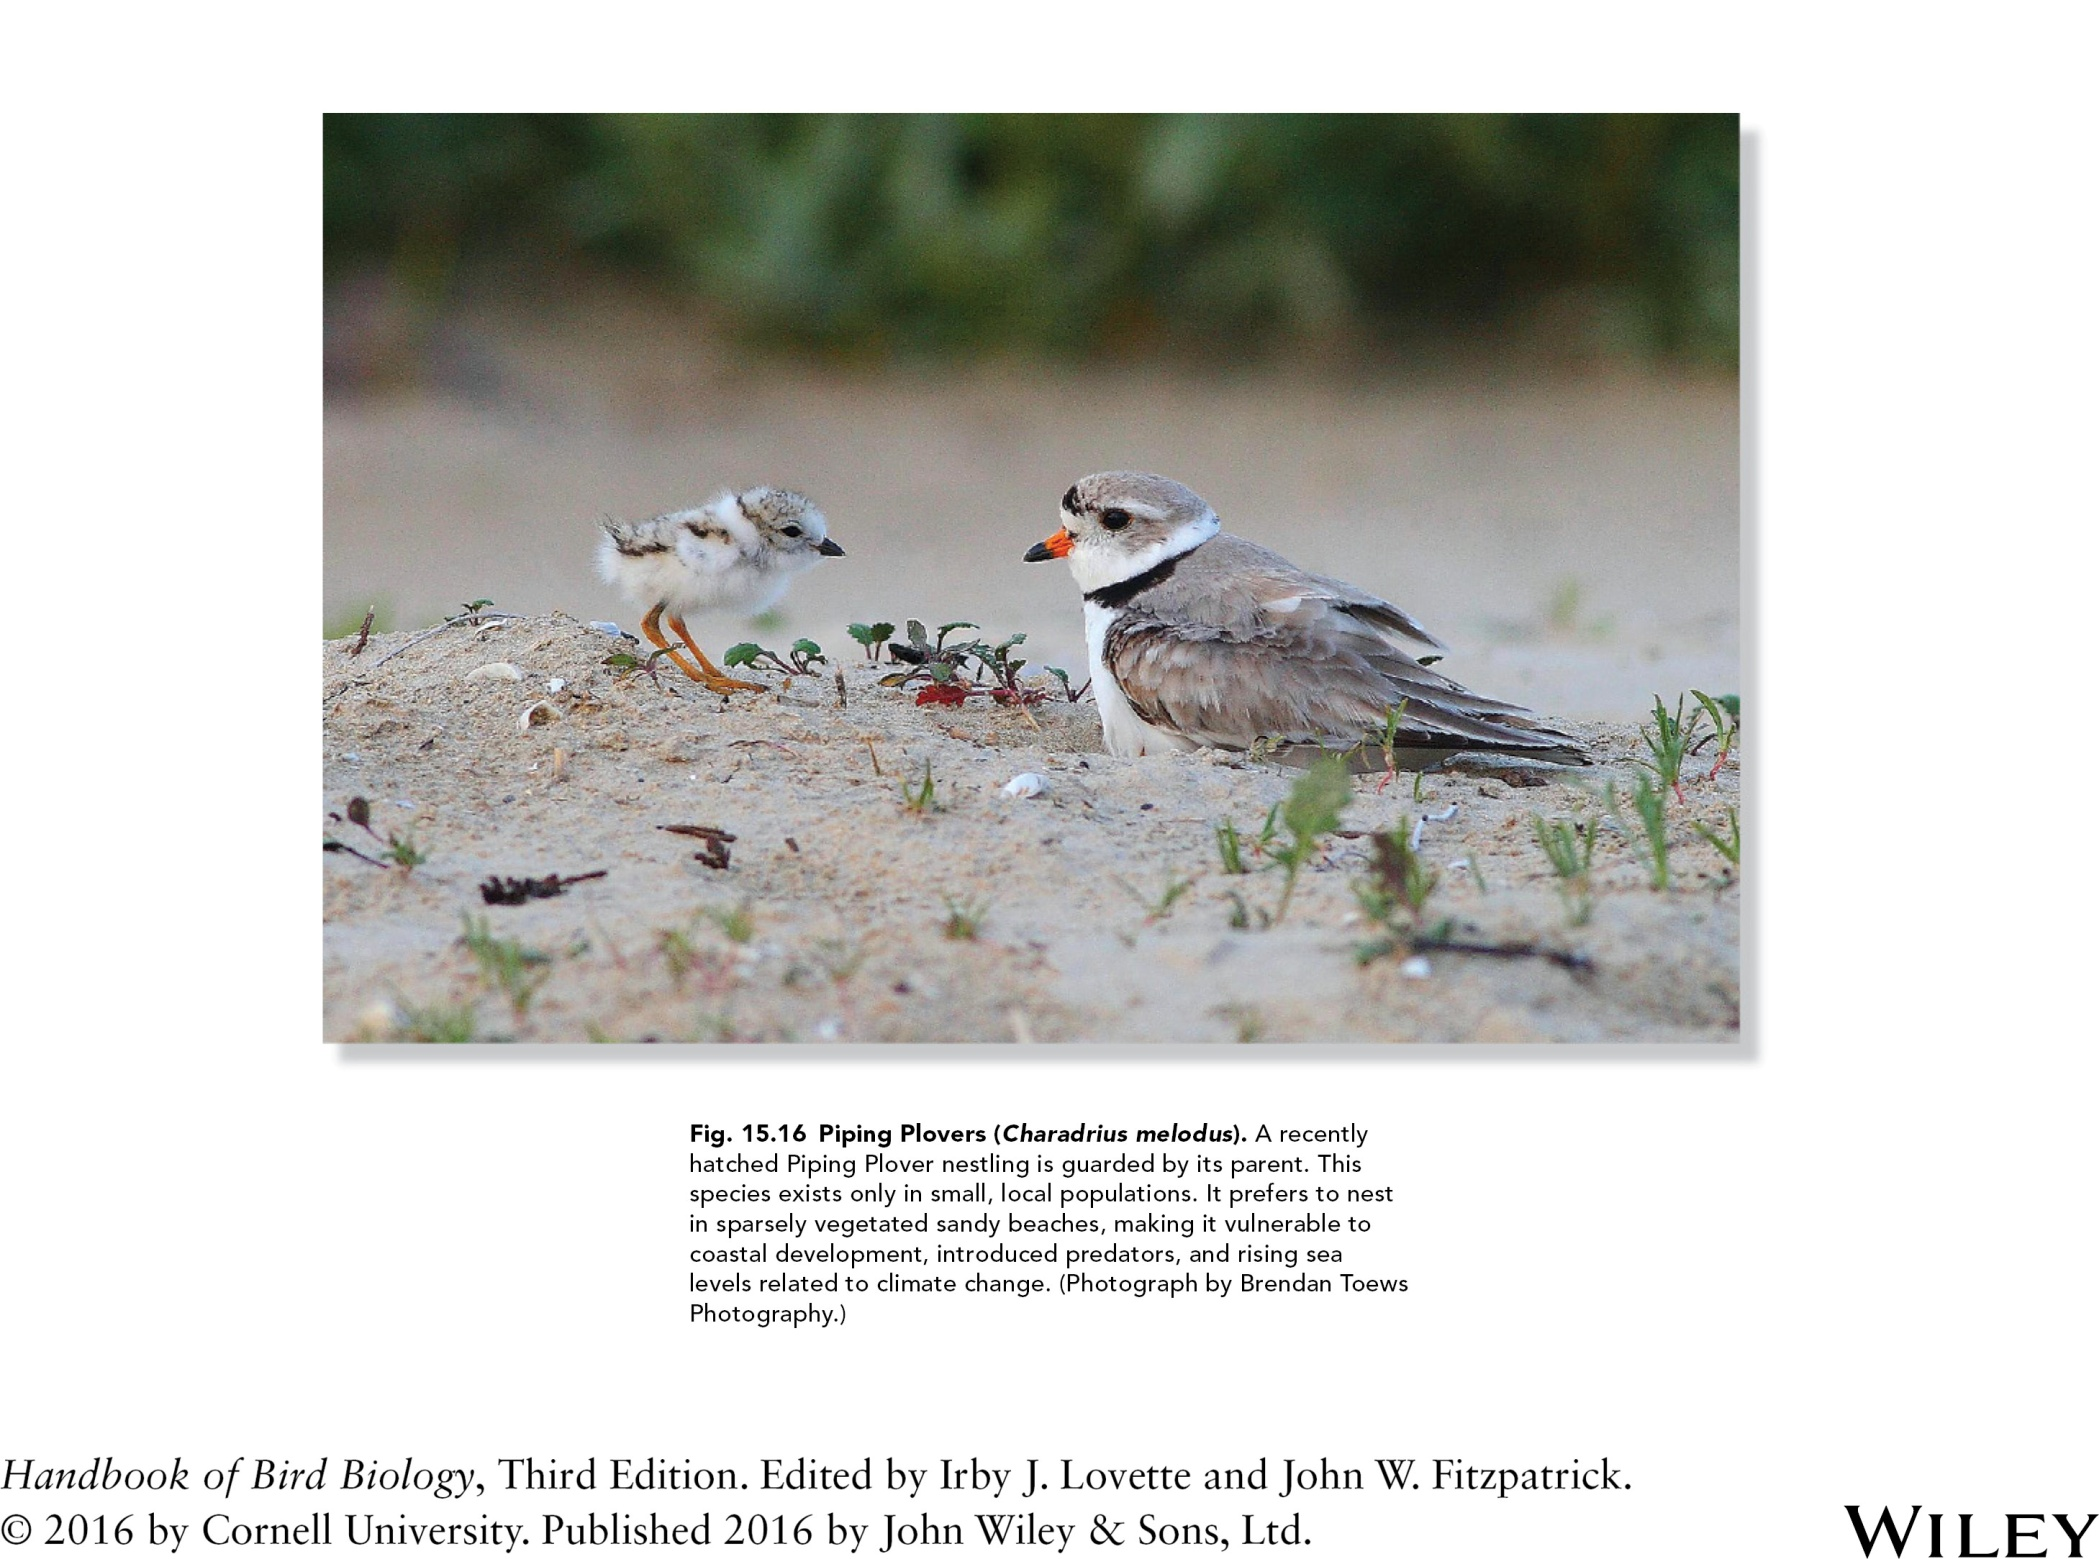 Fig. 15.16 Piping Plovers (Charadrius melodus). A recently
hatched Piping Plover nestling is guarded by its parent. This
species exists only in small, local populations. It prefers to nest
in sparsely vegetated sandy beaches, making it vulnerable to
coastal development, introduced predators, and rising sea
levels related to climate change. (Photograph by Brendan Toews
Photography.)
Handbook of Bird Biology, Third Edition. Edited by Irby J. Lovette and John W. Fitzpatrick.
© 2016 by Cornell University. Published 2016 by John Wiley & Sons, Ltd.
WILEY